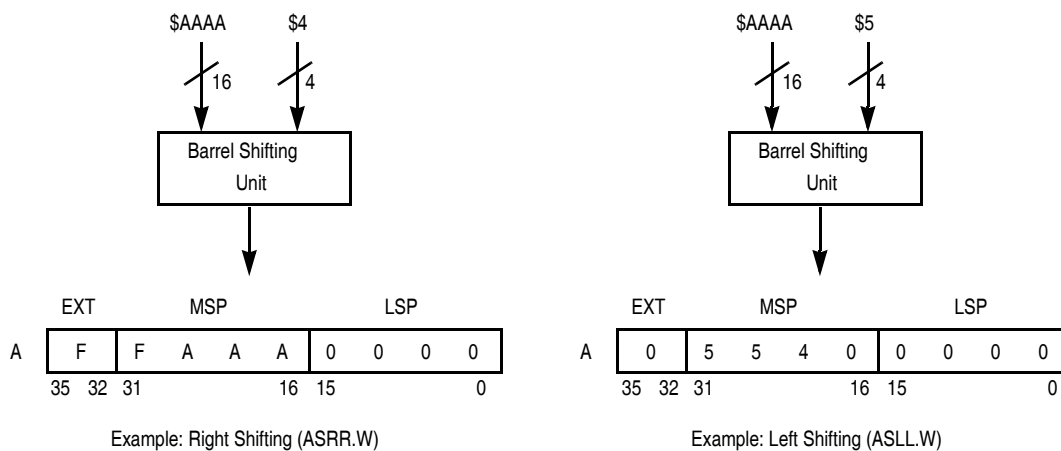 $AAAA $4
16 4
Barrel Shifting
Unit
EXT MSP LSP
A F F A A A 0 0 0 0
35 32 31 16 15 0
Example: Right Shifting (ASRR.W)
$AAAA $5
16 4
Barrel Shifting
Unit
EXT MSP LSP
A 0 5 5 4 0 0 0 0 0
35 32 31 16 15 0
Example: Left Shifting (ASLL.W)